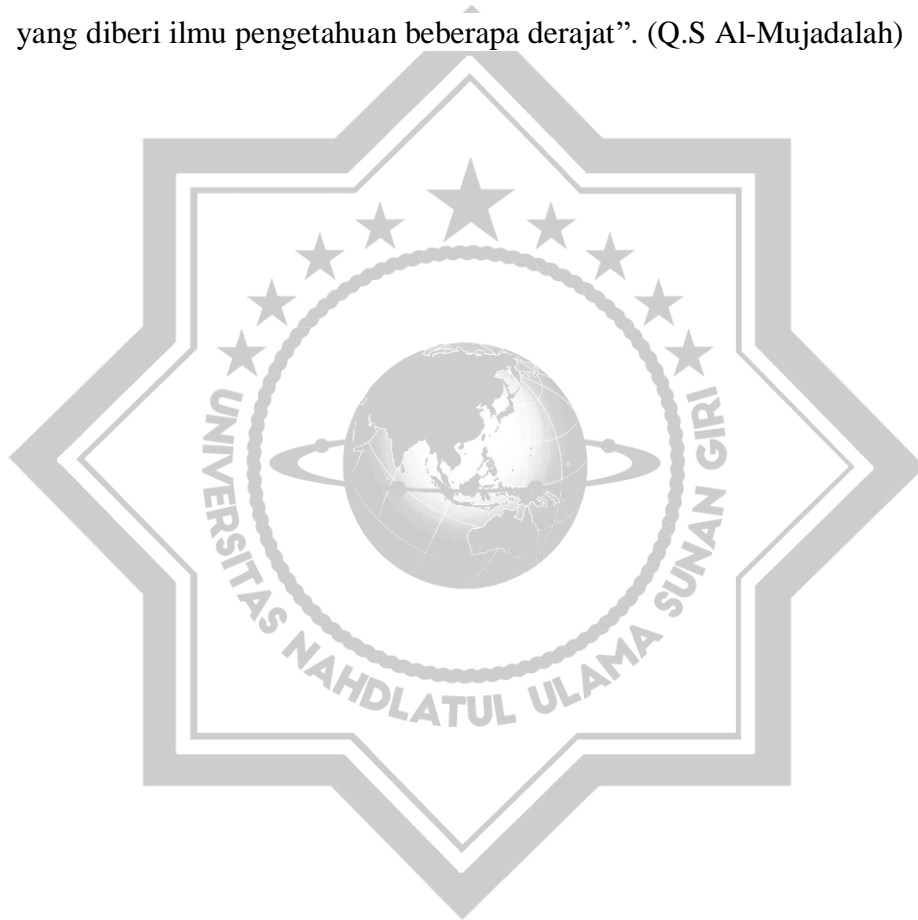 yang diberi ilmu pengetahuan beberapa derajat”. (Q.S Al-Mujadalah)
UNIVERSITAS NAHDLATUL ULAMA SUNAN GIRI